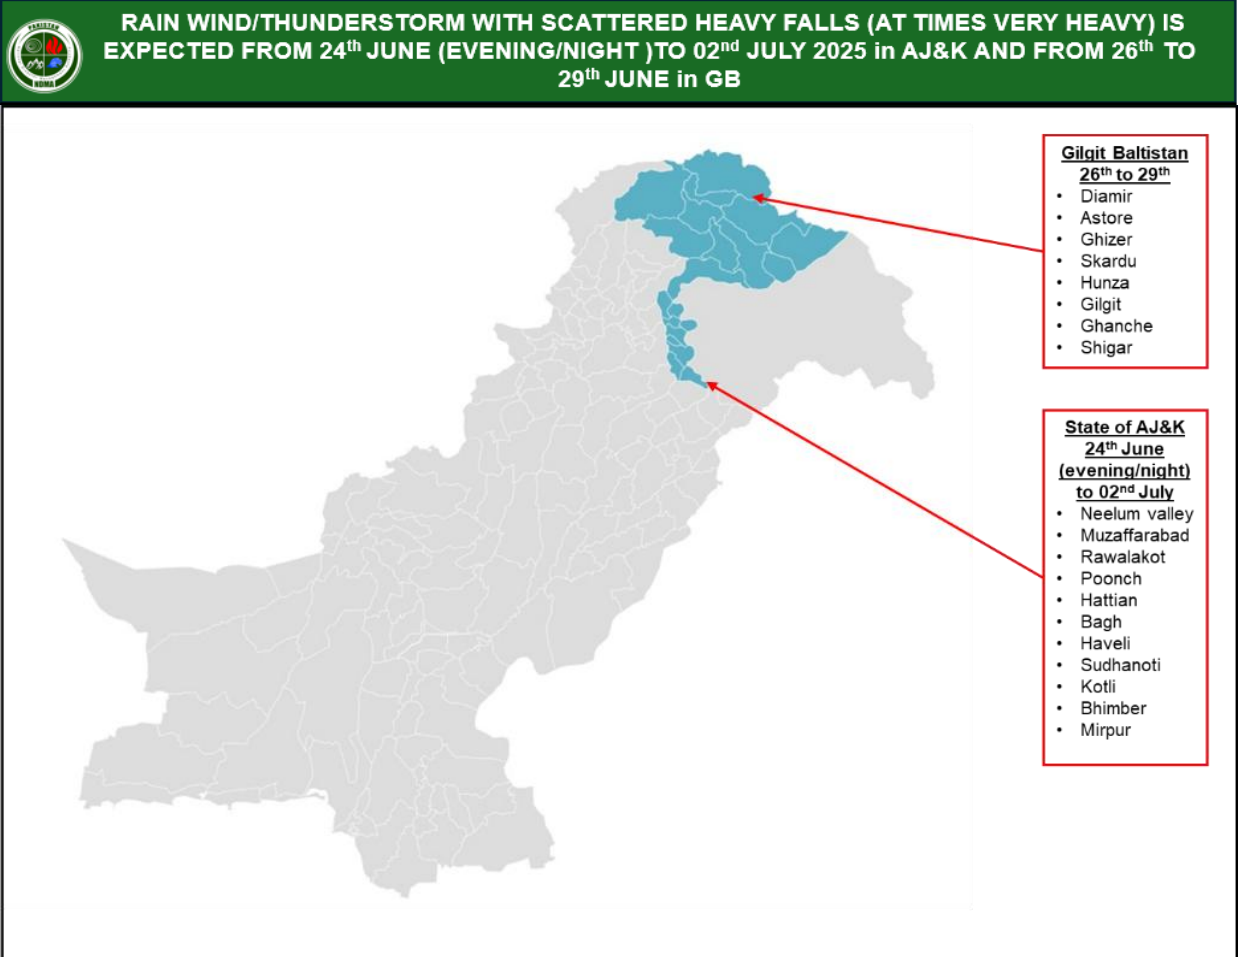 RAIN WIND/THUNDERSTORM WITH SCATTERED HEAVY FALLS (AT TIMES VERY HEAVY) IS
EXPECTED FROM 24th JUNE (EVENING/NIGHT )TO 02nd JULY 2025 in AJ&K AND FROM 26th TO
29th JUNE in GB
PAKISTAN
NDMA
Gilgit Baltistan
26th to 29th
• Diamir
• Astore
• Ghizer
• Skardu
• Hunza
• Gilgit
• Ghanche
• Shigar
State of AJ&K
24th June
(evening/night)
to 02nd July
• Neelum valley
• Muzaffarabad
• Rawalakot
• Poonch
• Hattian
• Bagh
• Haveli
• Sudhanoti
• Kotli
• Bhimber
• Mirpur